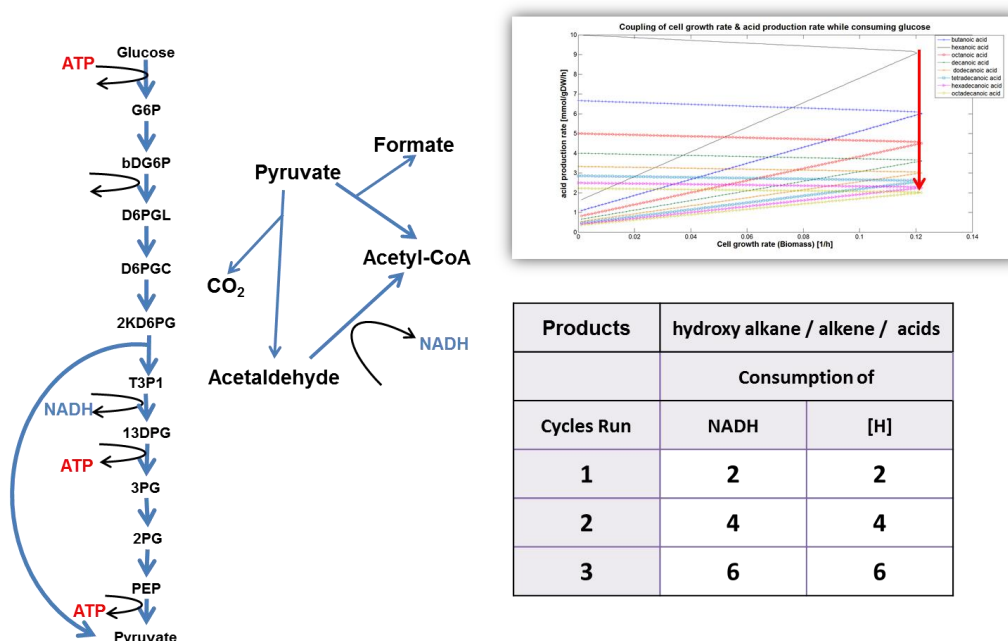 Glucose
ATP
G6P
bDG6P
D6PGL
D6PGC
2KD6PG
T3P1
NADH
13DPG
ATP
3PG
2PG
PEP
ATP
Pyruvate
Formate
Pyruvate
Acetyl-CoA
CO2
NADH
Acetaldehyde
Coupling of cell growth rate & acid production rate while consuming glucose
acid production rate [mmol/gDW/h]
10
9
8
7
6
5
4
3
2
1
0
0
0.02
0.04
0.06
0.08
0.1
0.12
0.14
Cell growth rate (Biomass) [1/h]
butanoic acid
hexanoic acid
octanoic acid
decanoic acid
dodecanoic acid
tetradecanoic acid
hexadecanoic acid
octadecanoic acid
Products hydroxy alkane / alkene / acids
Consumption of
Cycles Run NADH [H]
1 2 2
2 4 4
3 6 6